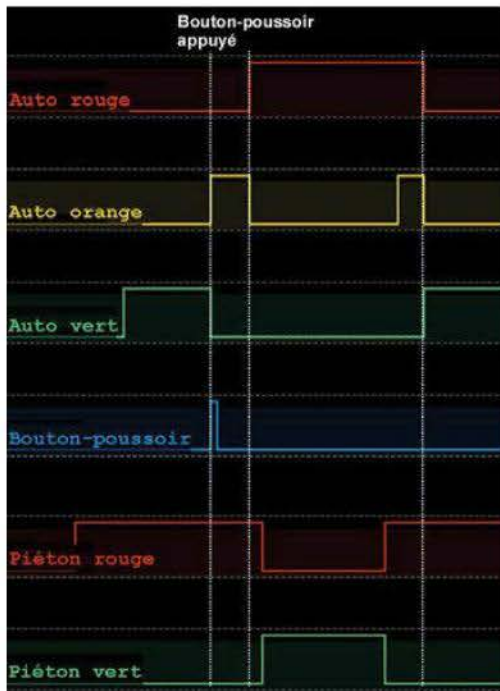 Bouton-poussoir
appuyé
Auto rouge
Auto orange
Auto vert
Bouton-poussoir
Piéton rouge
Piéton vert